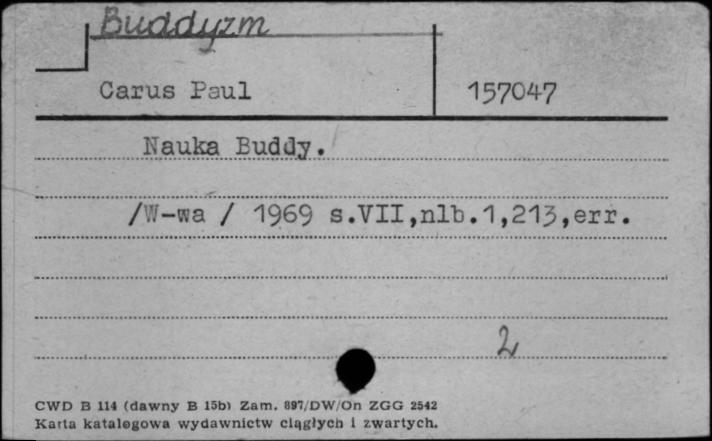 Buddyzm
Carus Paul 157047
Nauka Buddy.
/W-wa / 1969 s.VII,nlb.1,213,err.
2
CWD B 114 (dawny B 15b) Zam. 897/DW/On ZGG 2542
Karta katalogowa wydawnictw ciągłych i zwartych.